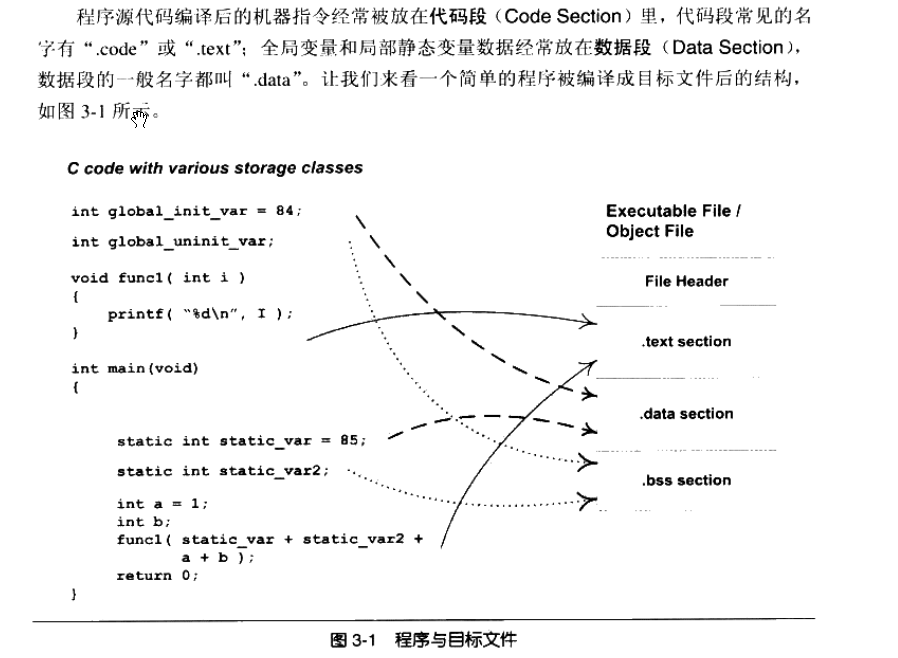 程序源代码编译后的机器指令经常被放在代码段（Code Section）里，代码段常见的名
字有“.code”或“.text”；全局变量和局部静态变量数据经常放在数据段（Data Section），
数据段的一般名字都叫“.data”。让我们来看一个简单的程序被编译成目标文件后的结构，
如图 3-1 所示。
C code with various storage classes
int global_init_var = 84;
int global_uninit_var;
void func1( int i )
{
printf( "%d\n", I );
}
int main(void)
{
static int static_var = 85;
static int static_var2;
int a = 1;
int b;
func1( static_var + static_var2 +
a + b );
return 0;
}
Executable File /
Object File
File Header
.text section
.data section
.bss section
图 3-1 程序与目标文件